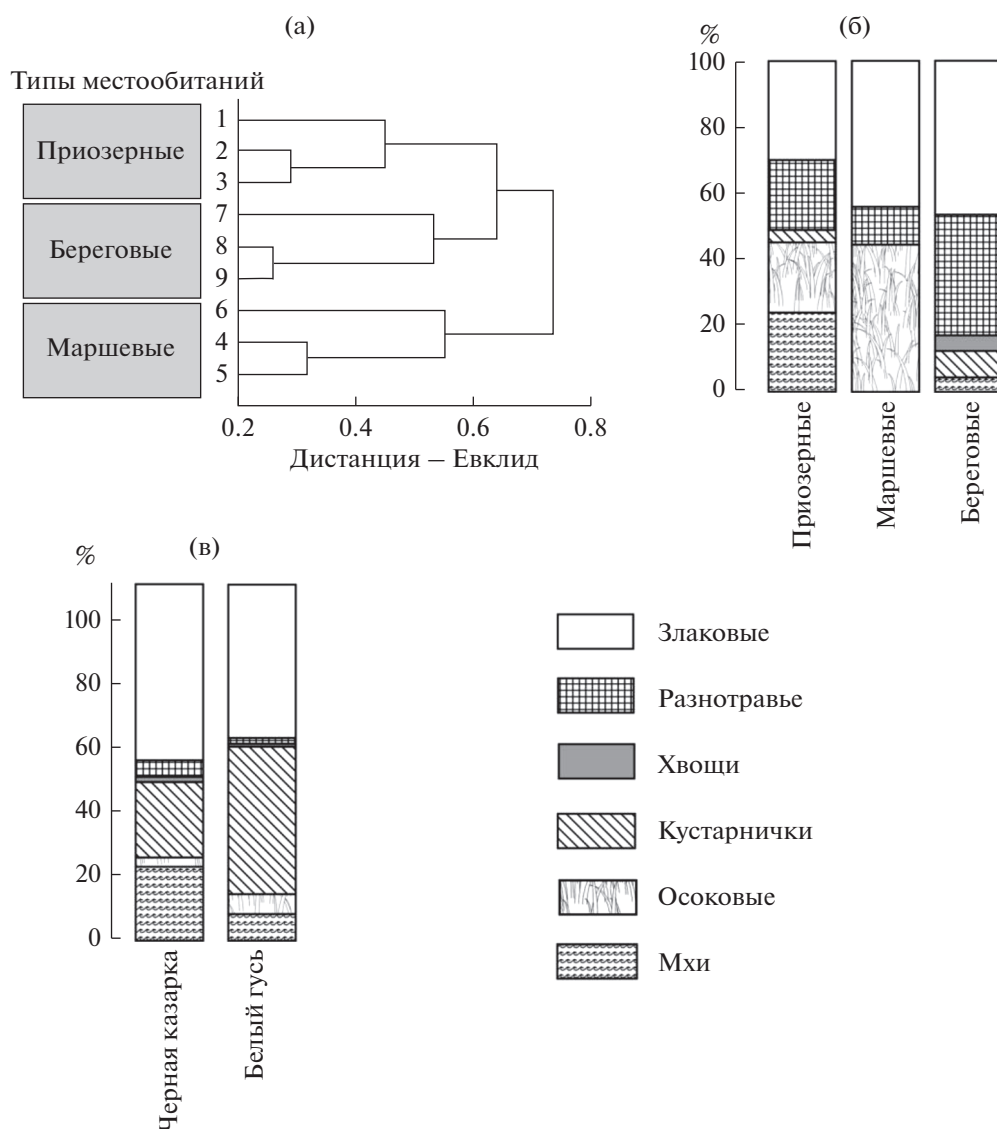 (а)
Типы местообитаний
Приозерные
Береговые
Маршевые
1
2
3
7
8
9
6
4
5
0.2 0.4 0.6 0.8
Дистанция – Евклид
(б)
%
100
80
60
40
20
0
Приозерные
Маршевые
Береговые
(в)
%
100
80
60
40
20
0
Черная казарка
Белый гусь
Злаковые
Разнотравье
Хвощи
Кустарнички
Осоковые
Мхи